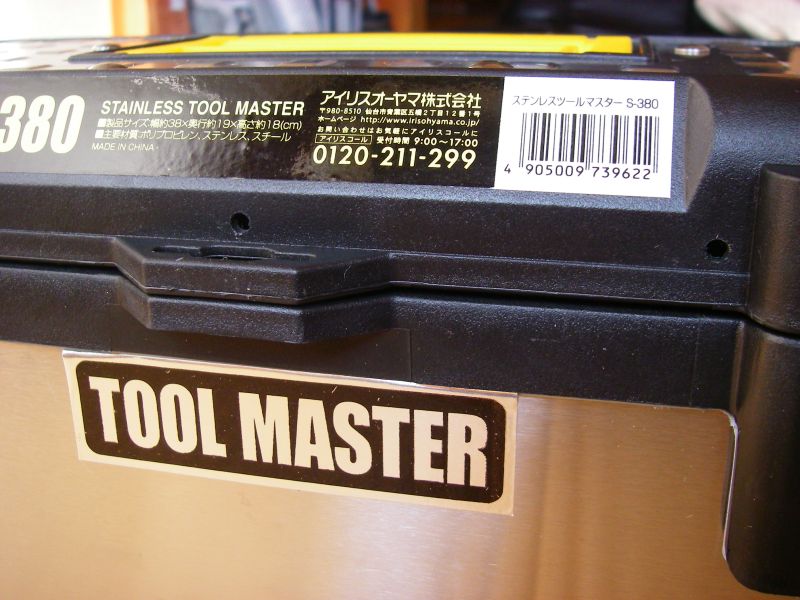 380
STAINLESS TOOL MASTER
■製品サイズ:幅約38×奥行約19×高さ約18(cm)
■主要材質:ポリプロピレン、ステンレス、スチール
MADE IN CHINA
アイリスオーヤマ株式会社
〒980-8510 仙台市青葉区五橋2丁目12番1号
ホームページ http://www.irisohyama.co.jp/
お問い合わせはお気軽にアイリスコールに
アイリスコール 受付時間 9:00〜17:00
0120-211-299
ステンレスツールマスター S-380
4 905009 739622
TOOL MASTER